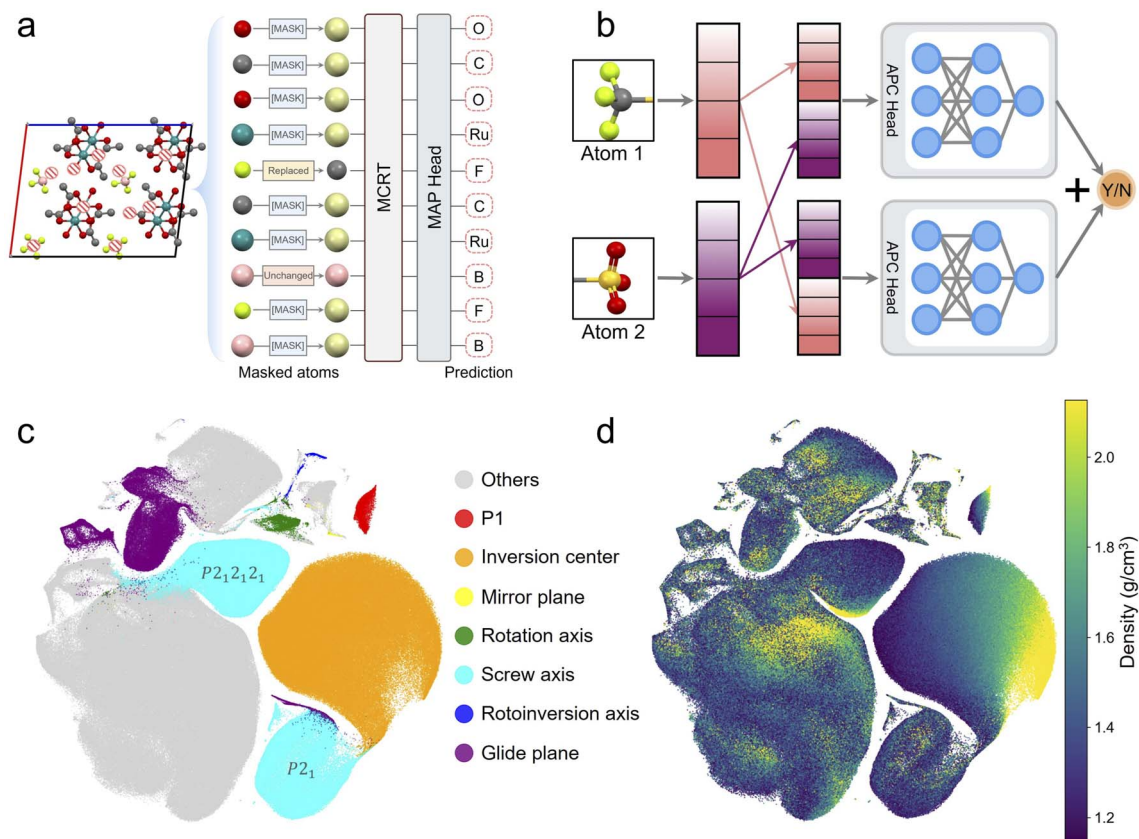 a
[MASK]
[MASK]
[MASK]
[MASK]
Replaced
[MASK]
[MASK]
Unchanged
[MASK]
[MASK]
Masked atoms
MCRT
MAP Head
O
C
O
Ru
F
C
Ru
B
F
B
Prediction
b
Atom 1
Atom 2
APC Head
APC Head
+
Y/N
c
P2₁2₁2₁
P2₁
Others
P1
Inversion center
Mirror plane
Rotation axis
Screw axis
Rotoinversion axis
Glide plane
d
2.0
1.8
1.6
1.4
1.2
Density (g/cm³)